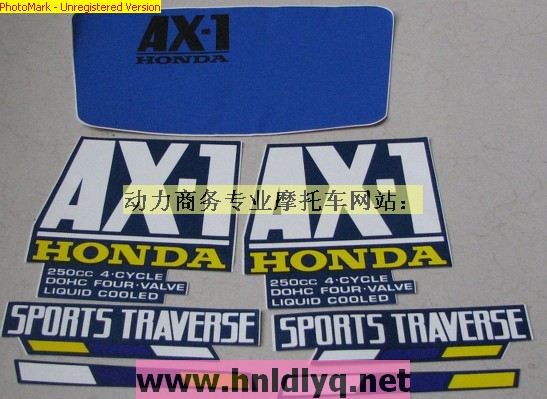 PhotoMark - Unregistered Version
AX-1
HONDA
AX-1
HONDA
250CC 4·CYCLE
DOHC FOUR·VALVE
LIQUID COOLED
AX-1
HONDA
250CC 4·CYCLE
DOHC FOUR·VALVE
LIQUID COOLED
动力商务专业摩托车网站：
SPORTS TRAVERSE
SPORTS TRAVERSE
www.hnldlyq.net